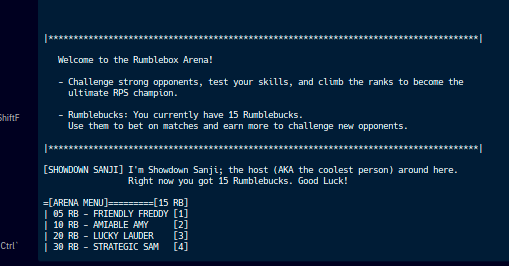 |*************************************************************************************|
Welcome to the Rumblebox Arena!
- Challenge strong opponents, test your skills, and climb the ranks to become the
ultimate RPS champion.
- Rumblebucks: You currently have 15 Rumblebucks.
Use them to bet on matches and earn more to challenge new opponents.
ShiftF
|*************************************************************************************|
[SHOWDOWN SANJI] I'm Showdown Sanji; the host (AKA the coolest person) around here.
Right now you got 15 Rumblebucks. Good Luck!
=[ARENA MENU]=========[15 RB]
| 05 RB - FRIENDLY FREDDY [1]
| 10 RB - AMIABLE AMY     [2]
| 20 RB - LUCKY LAUDER    [3]
| 30 RB - STRATEGIC SAM   [4]
Ctrl`